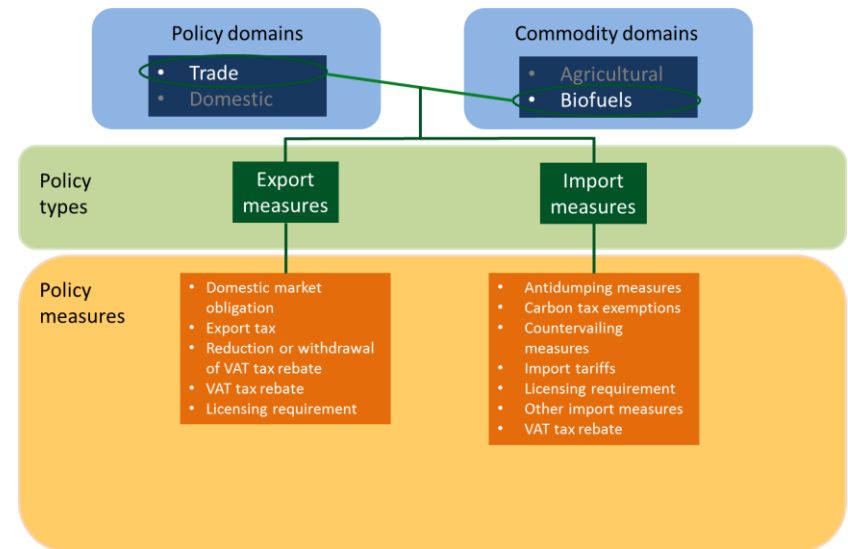 Policy domains
• Trade
• Domestic
Commodity domains
• Agricultural
• Biofuels
Policy
types
Export
measures
Import
measures
Policy
measures
• Domestic market
obligation
• Export tax
• Reduction or withdrawal
of VAT tax rebate
• VAT tax rebate
• Licensing requirement
• Antidumping measures
• Carbon tax exemptions
• Countervailing
measures
• Import tariffs
• Licensing requirement
• Other import measures
• VAT tax rebate